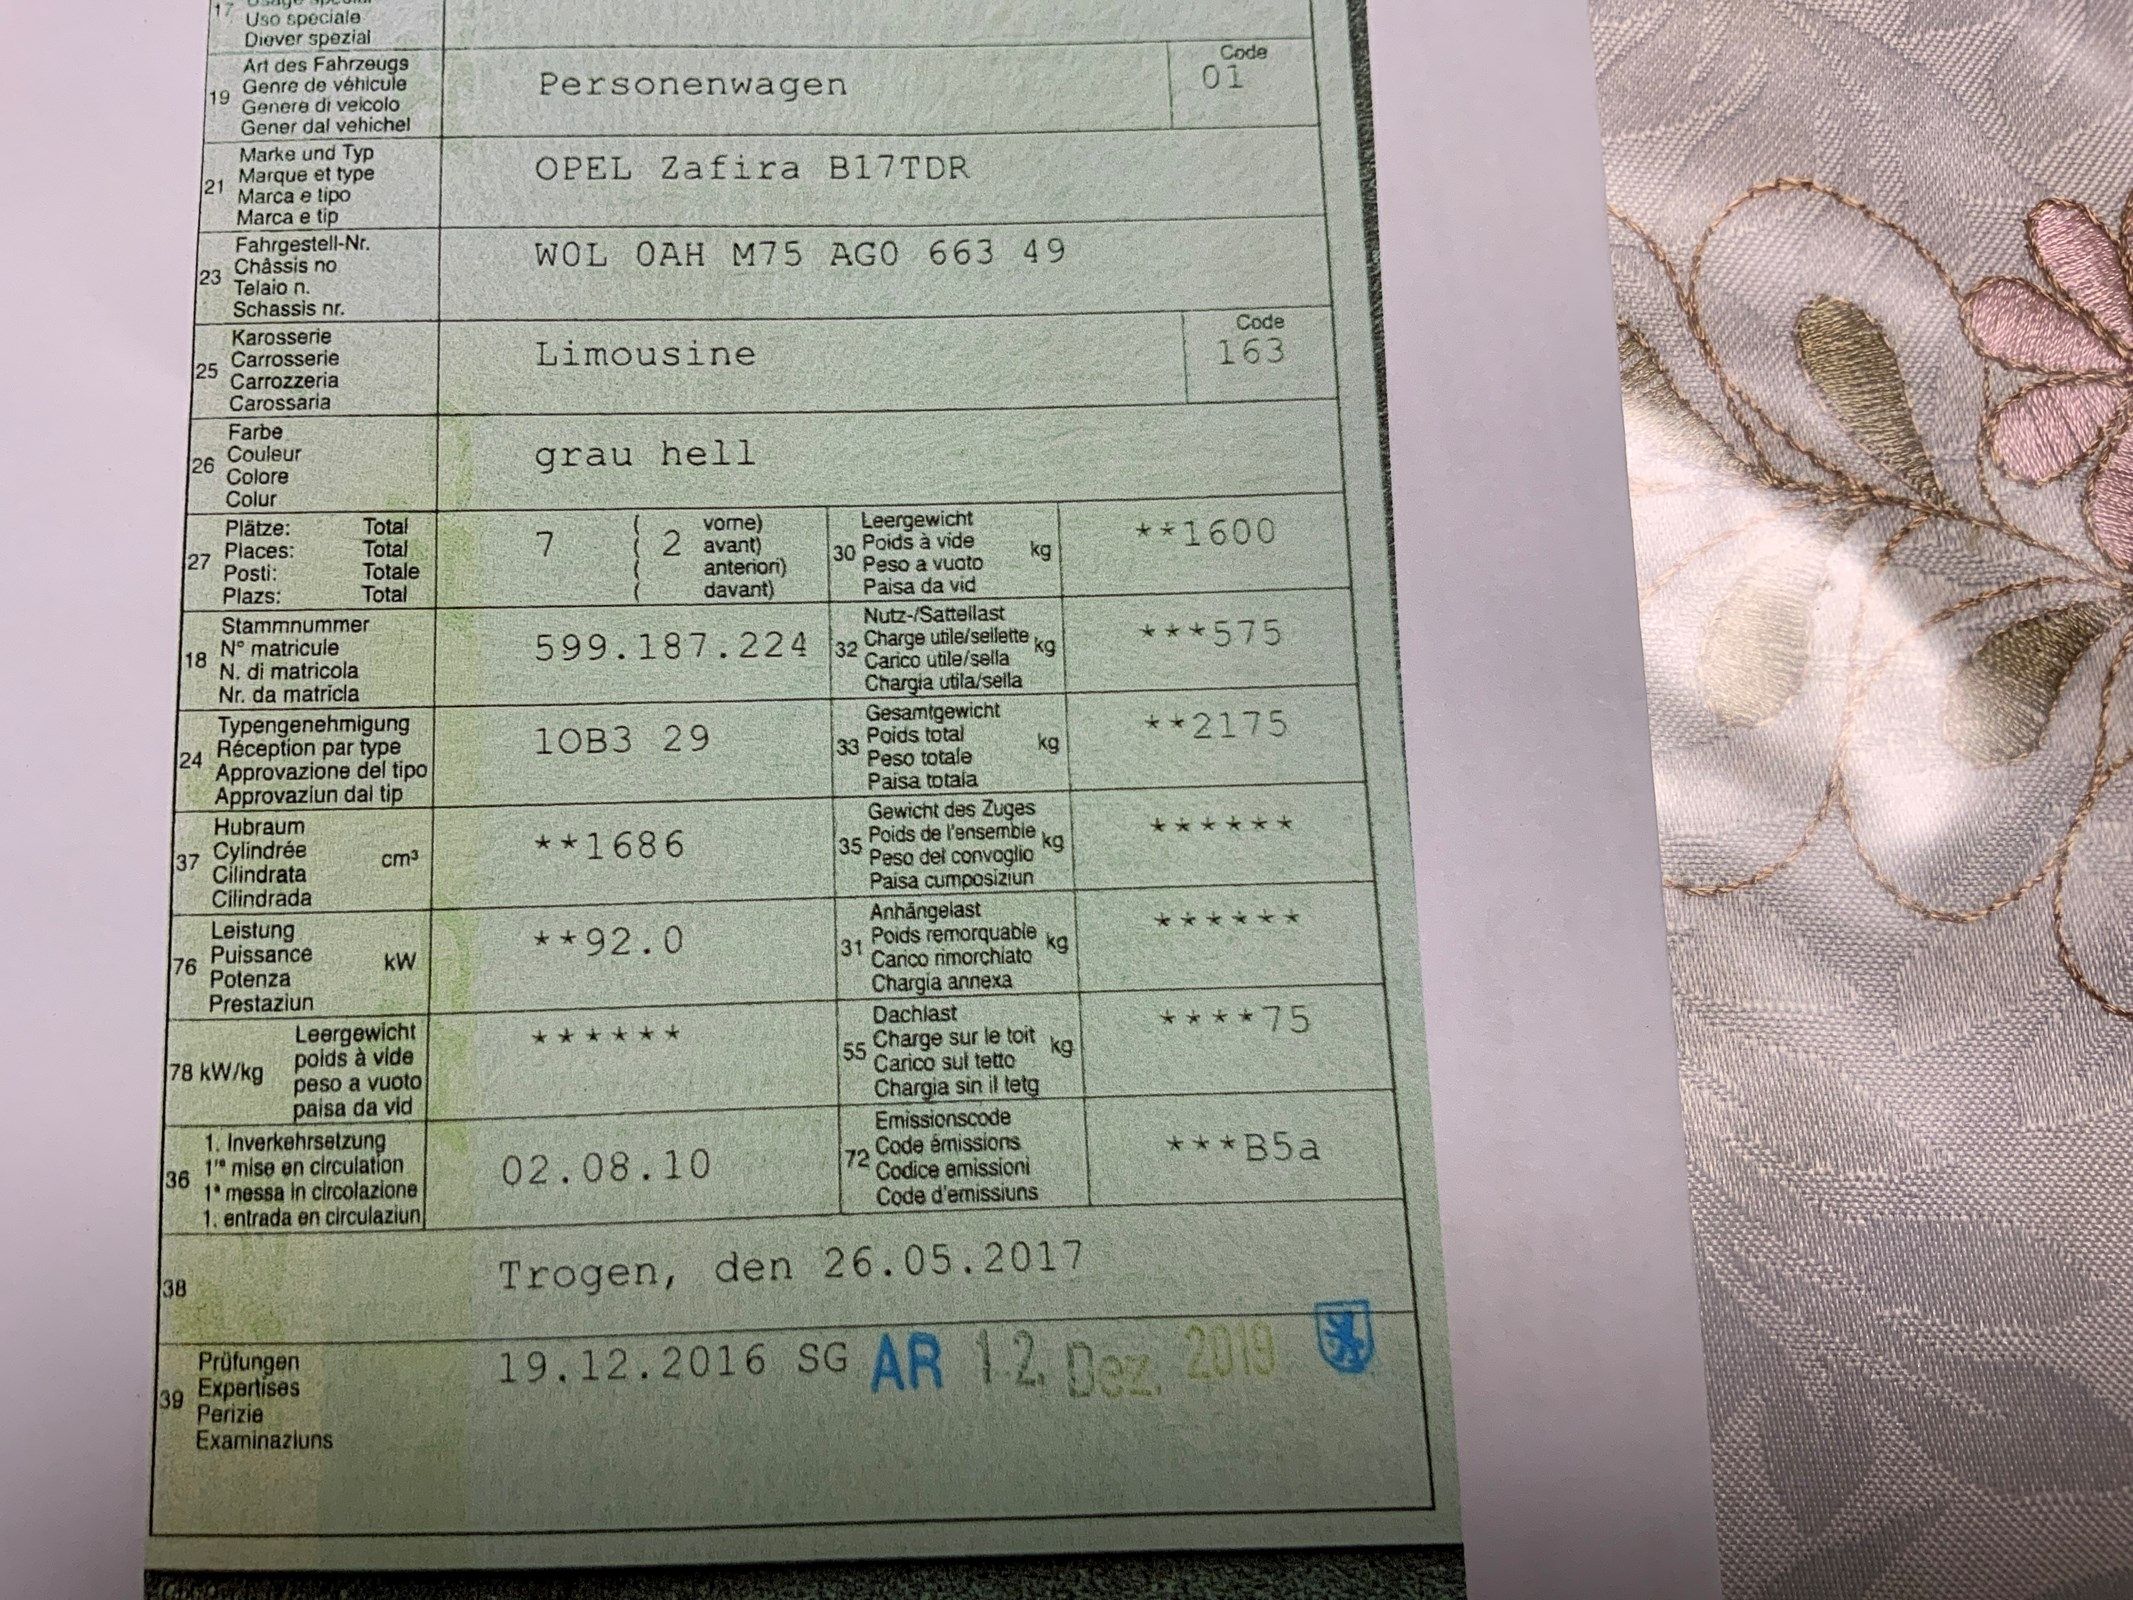 17
Uso speciale
Diever spezial
19 Art des Fahrzeugs
Genre de véhicule
Genere di veicolo
Gener dal vehichel
Personenwagen
Code
01
21 Marke und Typ
Marque et type
Marca e tipo
Marca e tip
OPEL Zafira B17TDR
23 Fahrgestell-Nr.
Châssis no
Telaio n.
Schassis nr.
WOL 0AH M75 AG0 663 49
25 Karosserie
Carrosserie
Carrozzeria
Carossaria
Limousine
Code
163
26 Farbe
Couleur
Colore
Colur
grau hell
27 Plätze: Total
Places: Total
Posti: Totale
Plazs: Total
7 ( 2 vorne)
( avant)
( anteriori)
( davant)
30 Leergewicht
Poids à vide kg
Peso a vuoto
Paisa da vid
**1600
18 Stammnummer
N° matricule
N. di matricola
Nr. da matricla
599.187.224
32 Nutz-/Sattellast
Charge utile/sellette kg
Carico utile/sella
Chargia utila/sella
***575
24 Typengenehmigung
Réception par type
Approvazione del tipo
Approvaziun dal tip
1OB3 29
33 Gesamtgewicht
Poids total kg
Peso totale
Paisa totala
**2175
37 Hubraum
Cylindrée cm³
Cilindrata
Cilindrada
**1686
35 Gewicht des Zuges
Poids de l'ensemble kg
Peso del convoglio
Paisa cumposiziun
******
76 Leistung
Puissance kW
Potenza
Prestaziun
**92.0
31 Anhängelast
Poids remorquable kg
Carico rimorchiato
Chargia annexa
******
78 kW/kg Leergewicht
poids à vide
peso a vuoto
paisa da vid
******
55 Dachlast
Charge sur le toit kg
Carico sul tetto
Chargia sin il tetg
****75
36 1. Inverkehrsetzung
1re mise en circulation
1a messa in circolazione
1. entrada en circulaziun
02.08.10
72 Emissionscode
Code émissions
Codice emissioni
Code d'emissiuns
***B5a
38 Trogen, den 26.05.2017
39 Prüfungen
Expertises
Perizie
Examinaziuns
19.12.2016 SG AR 12. Dez. 2019